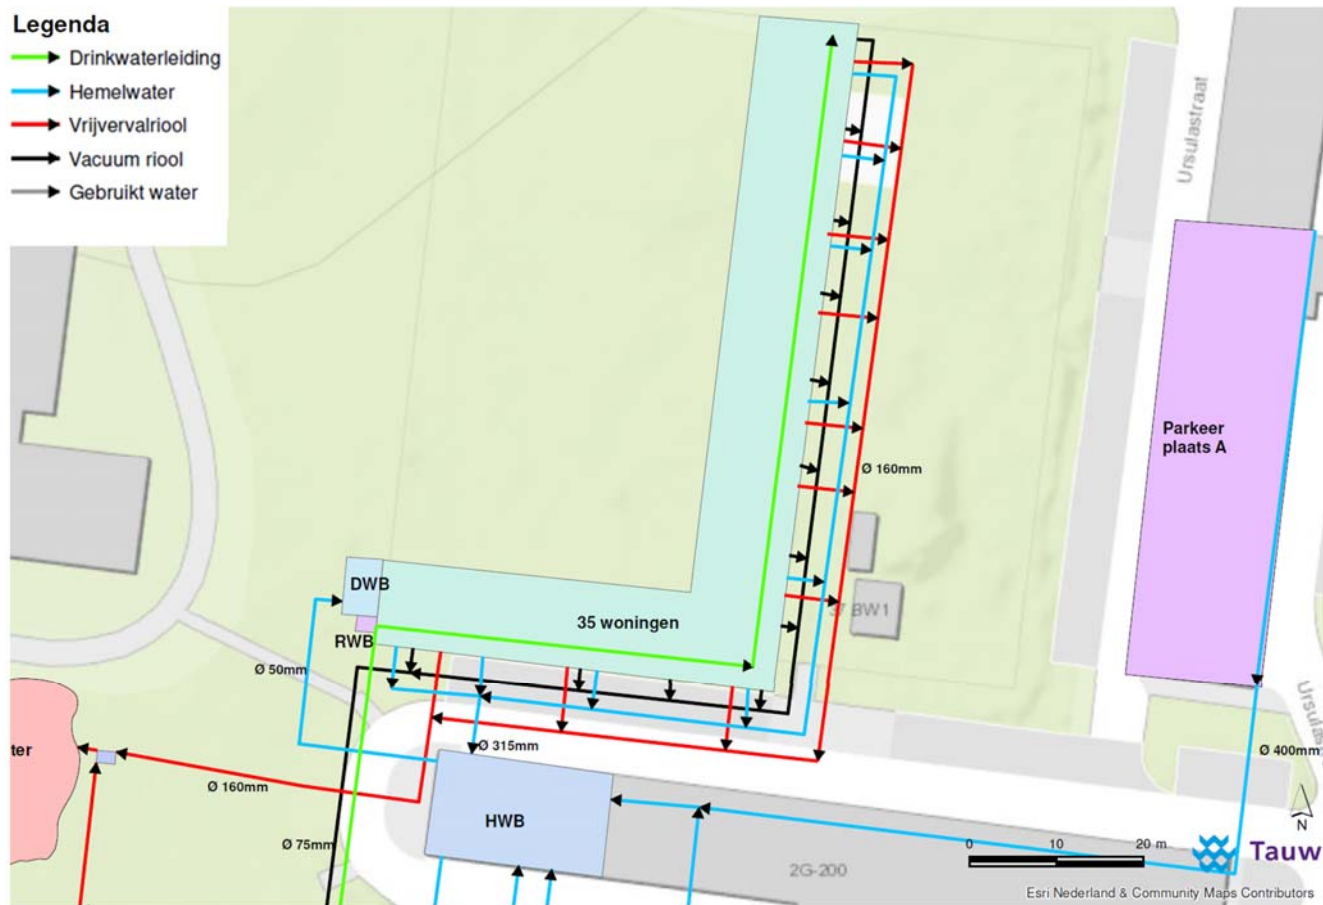 Legenda
Drinkwaterleiding
Hemelwater
Vrijvervalriool
Vacuum riool
Gebruikt water
Ursulastraat
Parkeer
plaats A
Ø 160mm
DWB
35 woningen
BW1
RWB
Ø 50mm
ter
Ø 315mm
Ø 400mm
Ø 160mm
HWB
N
Ø 75mm
0
20 m
Tauw
2G-200
Esri Nederland & Community Maps Contributors